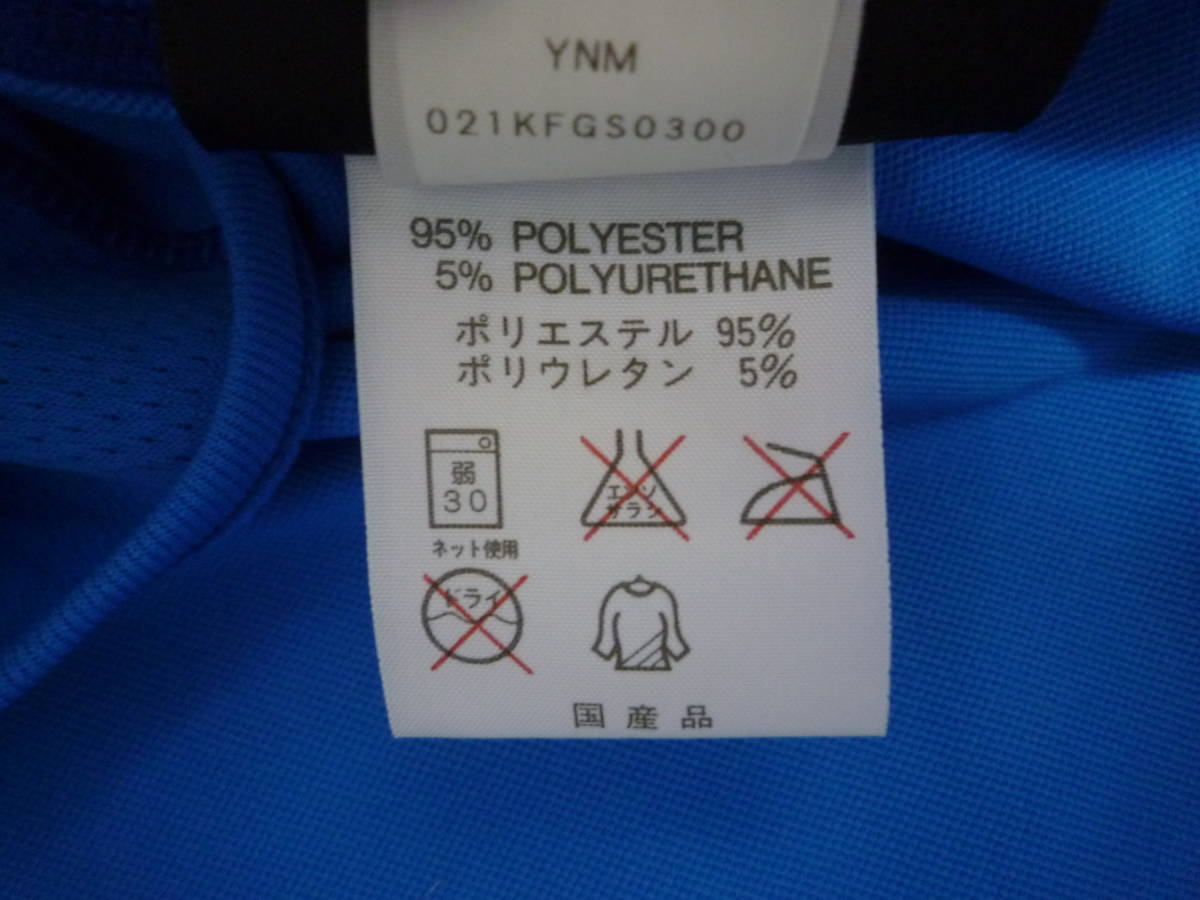 YNM
021KFGS0300
95% POLYESTER
5% POLYURETHANE
ポリエステル 95%
ポリウレタン 5%
弱
30
ネット使用
エンソ
サラシ
ドライ
国産品